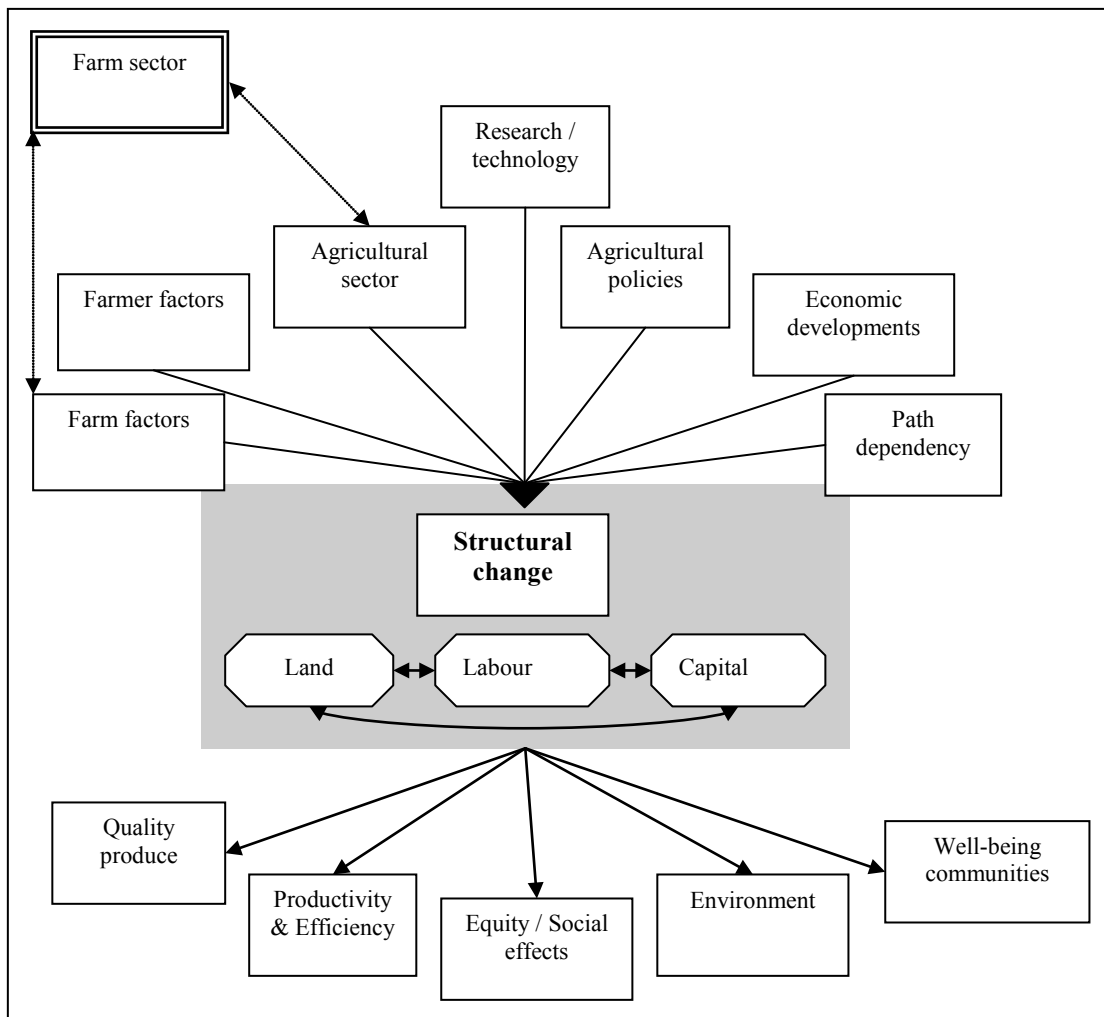 Farm sector
Research /
technology
Agricultural
sector
Agricultural
policies
Farmer factors
Economic
developments
Farm factors
Path
dependency
Structural
change
Land
Labour
Capital
Quality
produce
Well-being
communities
Productivity
& Efficiency
Environment
Equity / Social
effects